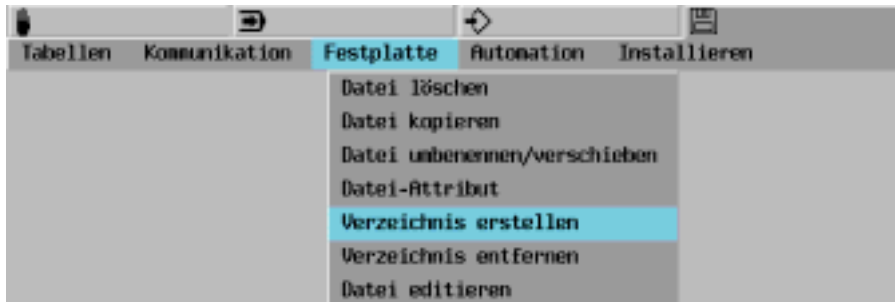 Tabellen Kommunikation Festplatte Automation Installieren
Datei löschen
Datei kopieren
Datei umbenennen/verschieben
Datei-Attribut
Verzeichnis erstellen
Verzeichnis entfernen
Datei editieren